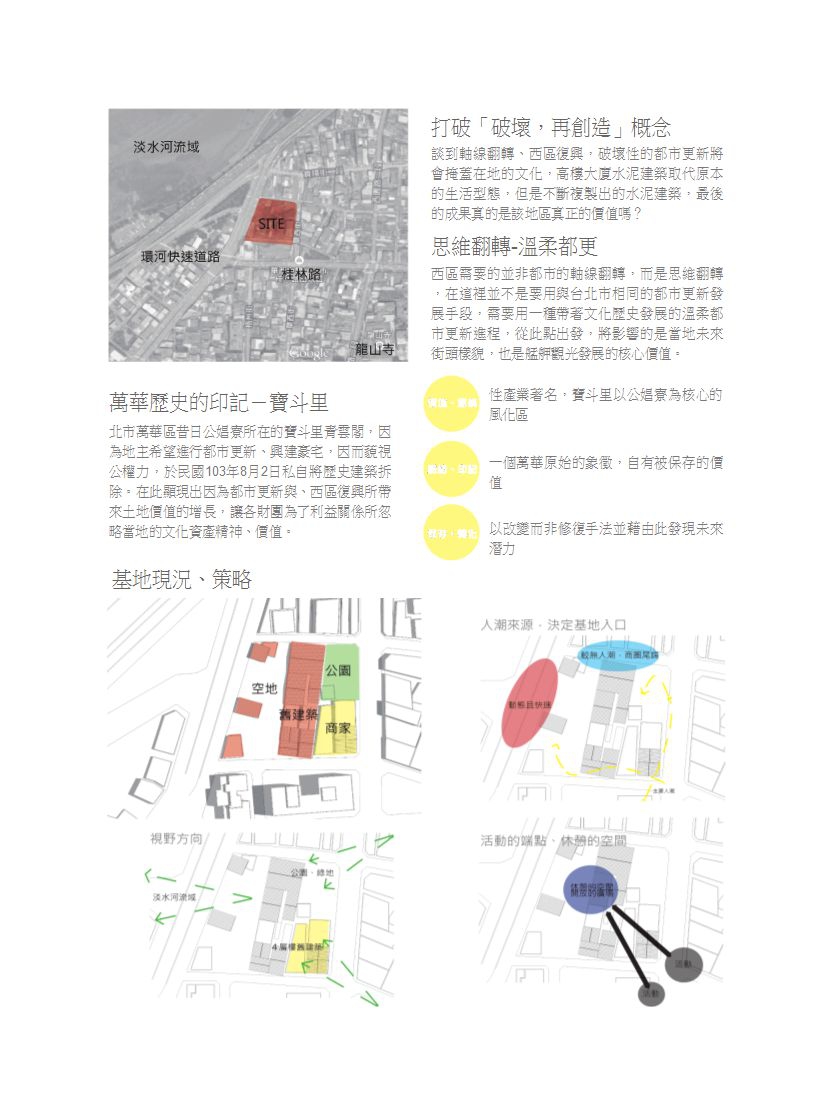 淡水河流域
SITE
環河快速道路
桂林路
Google
龍山寺
打破「破壞，再創造」概念
談到軸線翻轉、西區復興，破壞性的都市更新將
會掩蓋在地的文化，高樓大廈水泥建築取代原本
的生活型態，但是不斷複製出的水泥建築，最後
的成果真的是該地區真正的價值嗎？
思維翻轉-溫柔都更
西區需要的並非都市的軸線翻轉，而是思維翻轉
，在這裡並不是要用與台北市相同的都市更新發
展手段，需要用一種帶著文化歷史發展的溫柔都
市更新進程，從此點出發，將影響的是當地未來
街頭樣貌，也是艋舺觀光發展的核心價值。
萬華歷史的印記－寶斗里
北市萬華區昔日公娼寮所在的寶斗里青雲閣，因
為地主希望進行都市更新、興建豪宅，因而藐視
公權力，於民國103年8月2日私自將歷史建築拆
除。在此顯現出因為都市更新與、西區復興所帶
來土地價值的增長，讓各財團為了利益關係所忽
略當地的文化資產精神、價值。
性產業著名，寶斗里以公娼寮為核心的
風化區
一個萬華原始的象徵，自有被保存的價
值
以改變而非修復手法並藉由此發現未來
潛力
基地現況、策略
公園
空地
舊建築
商家
人潮來源．決定基地入口
較無人潮．商圈尾端
動態且快速
主要人潮
視野方向
公園．綠地
淡水河流域
4層樓舊建築
活動的端點、休憩的空間
休憩的空間
開放的廣場
活動
活動